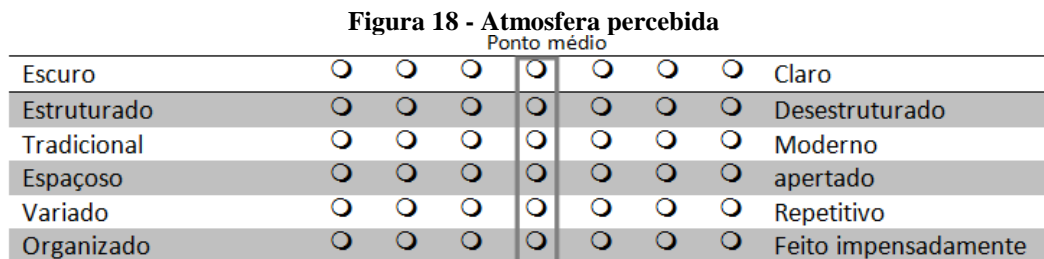 Figura 18 - Atmosfera percebida
Ponto médio
Escuro Claro
Estruturado Desestruturado
Tradicional Moderno
Espaçoso apertado
Variado Repetitivo
Organizado Feito impensadamente